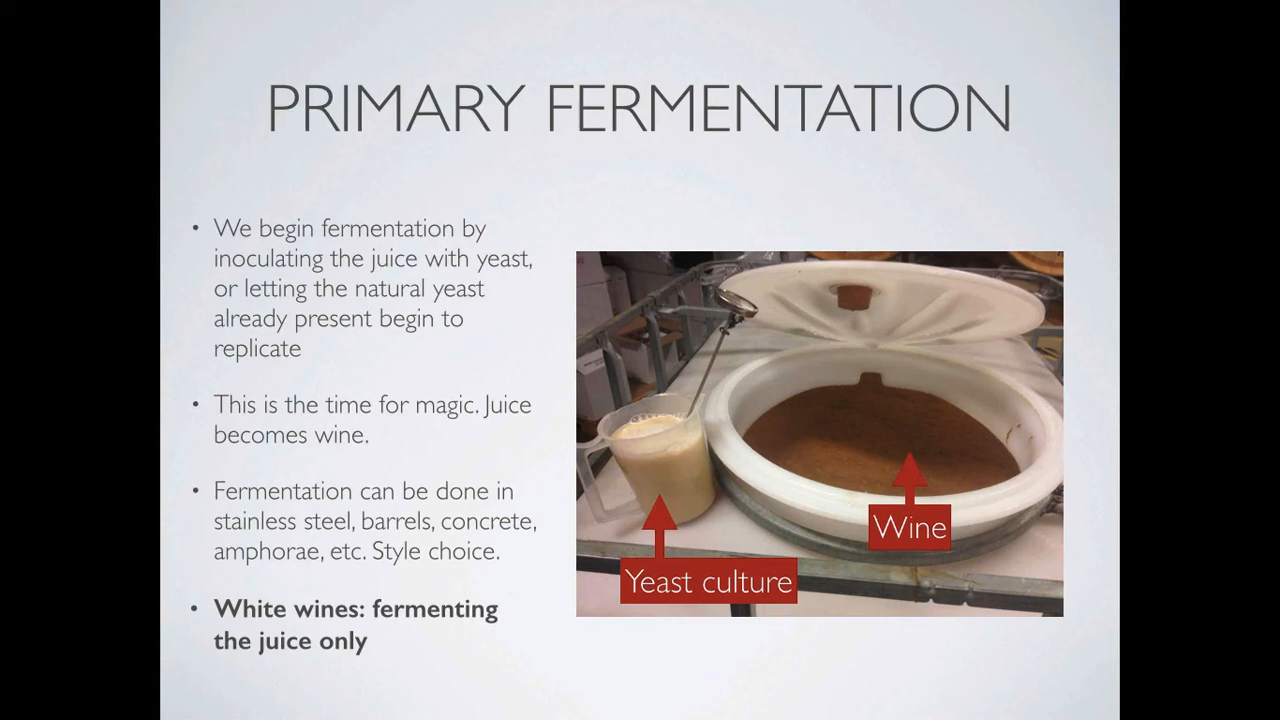 PRIMARY FERMENTATION
• We begin fermentation by
inoculating the juice with yeast,
or letting the natural yeast
already present begin to
replicate
• This is the time for magic. Juice
becomes wine.
• Fermentation can be done in
stainless steel, barrels, concrete,
amphorae, etc. Style choice.
• White wines: fermenting
the juice only
Wine
Yeast culture